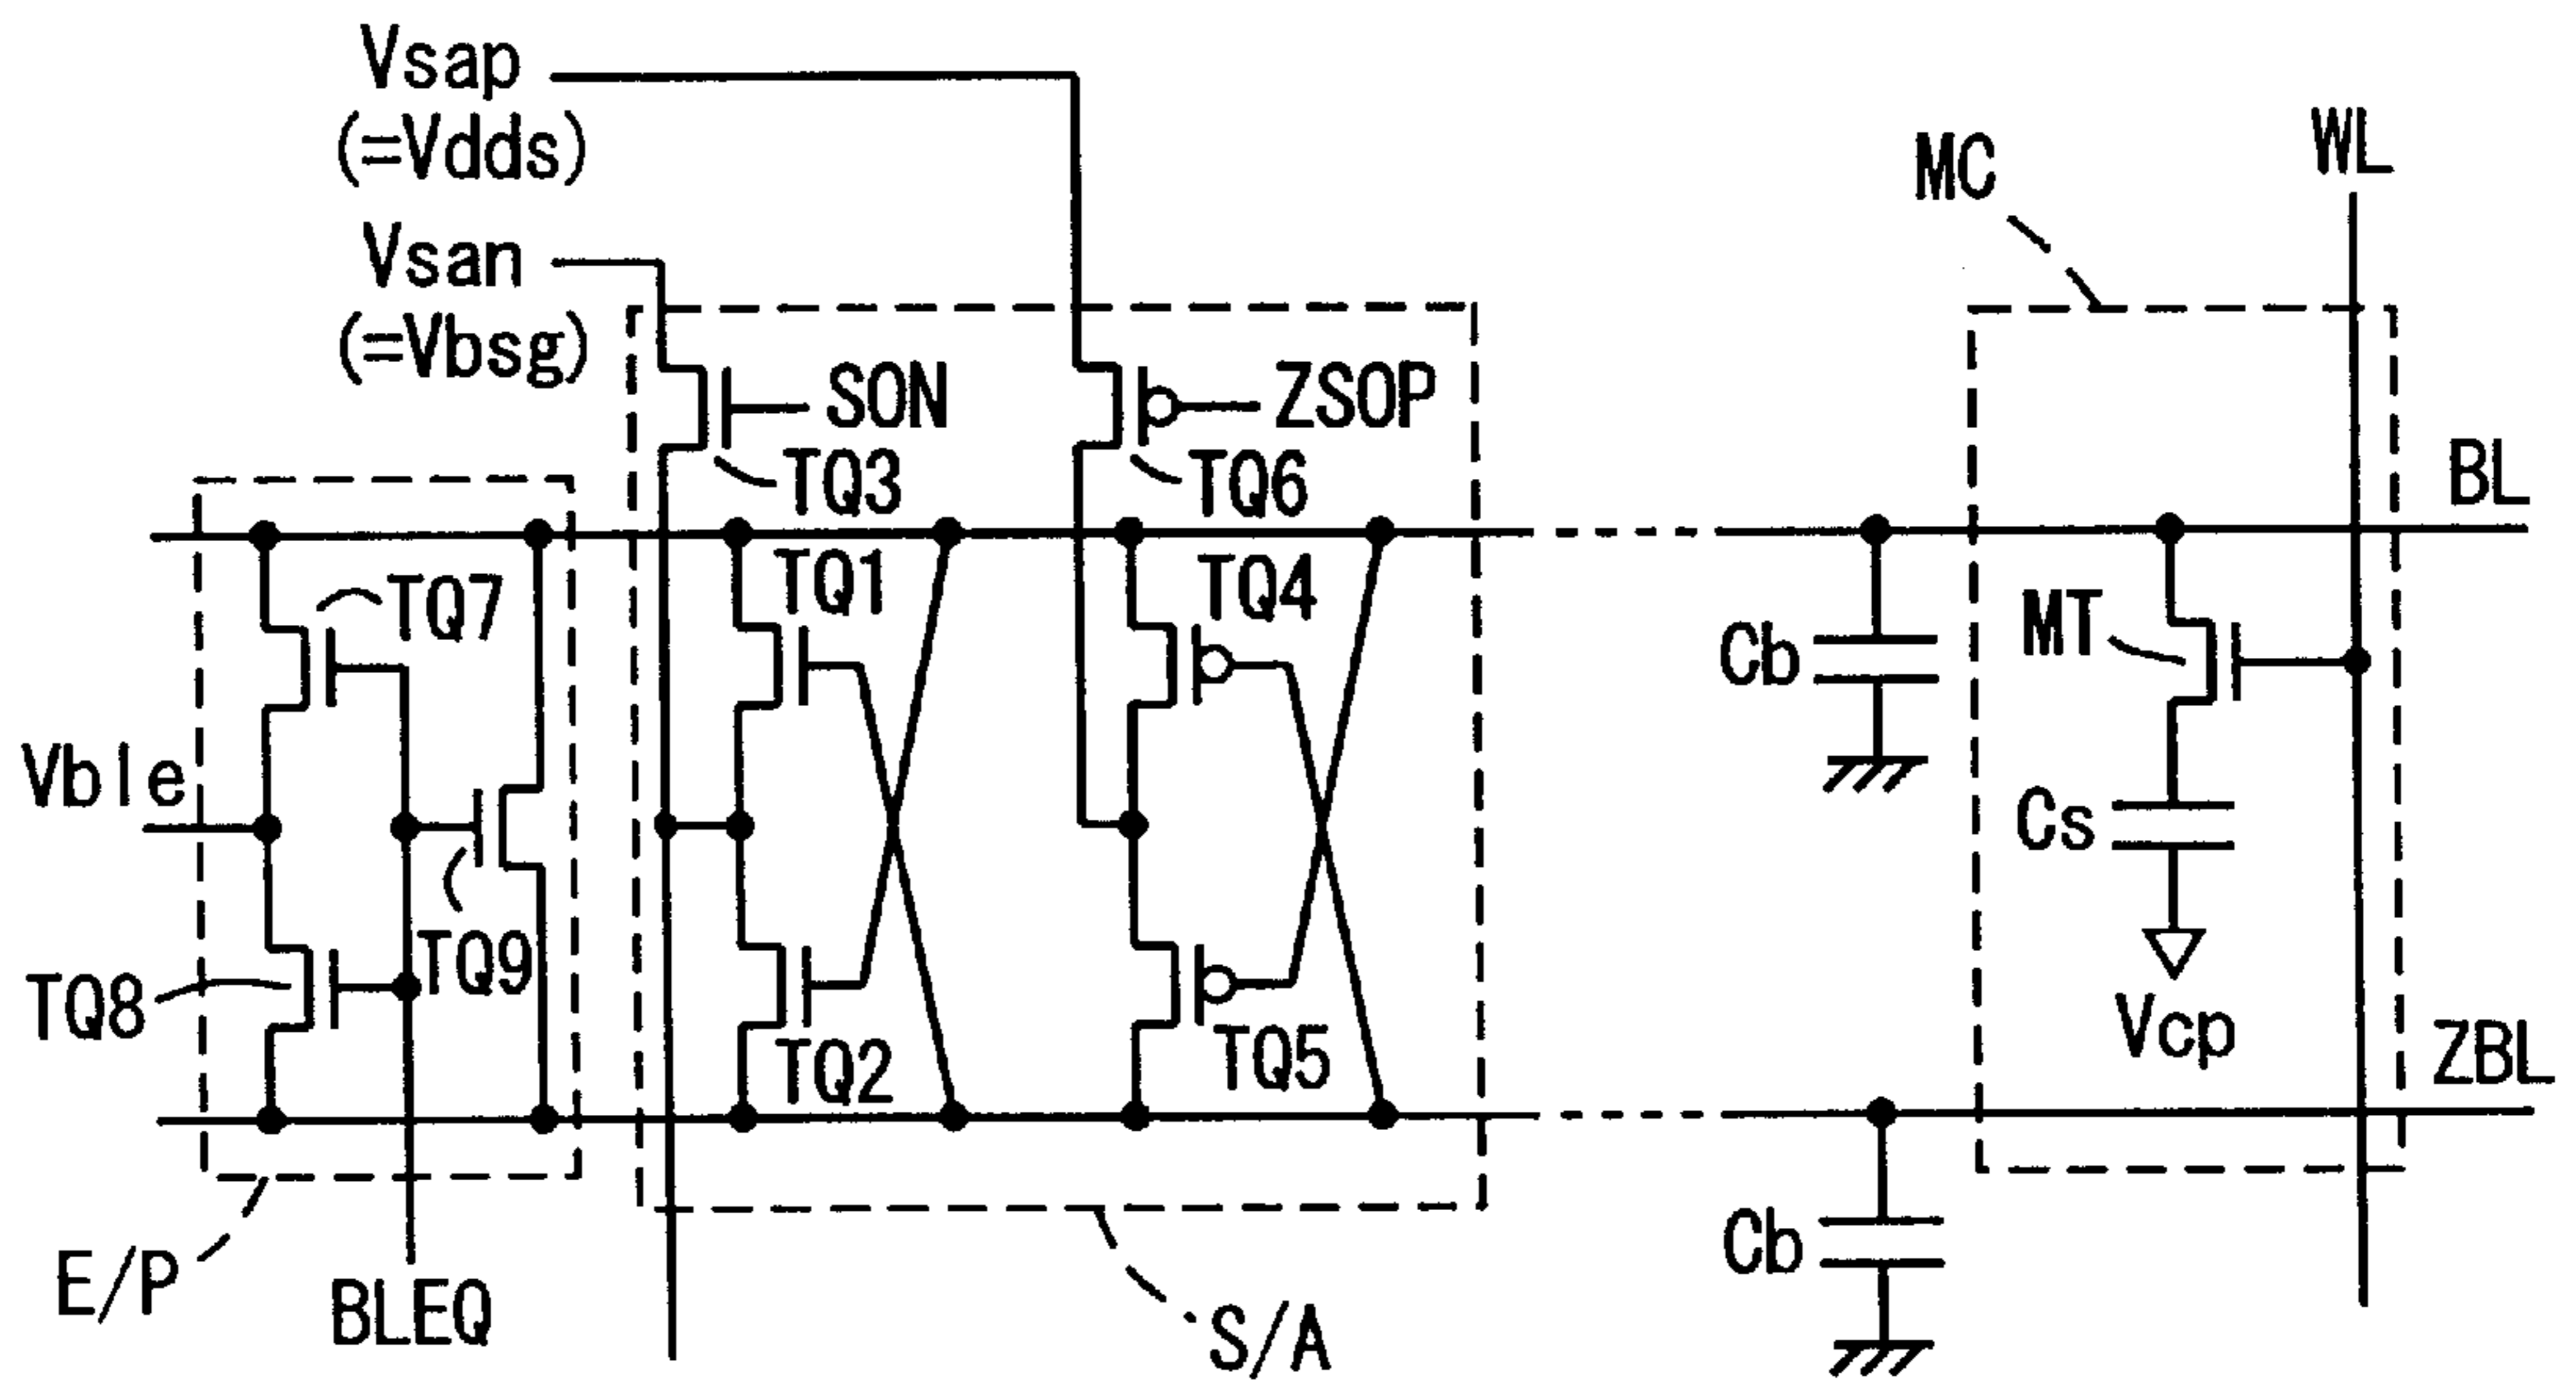 Vsap
(=Vdds)
Vsan
(=Vbsg)
MC
WL
SON
ZSOP
TQ3
TQ6
BL
TQ7
TQ1
TQ4
Cb
MT
Vble
Cs
TQ8
TQ9
TQ2
TQ5
Vcp
ZBL
E/P
BLEQ
S/A
Cb